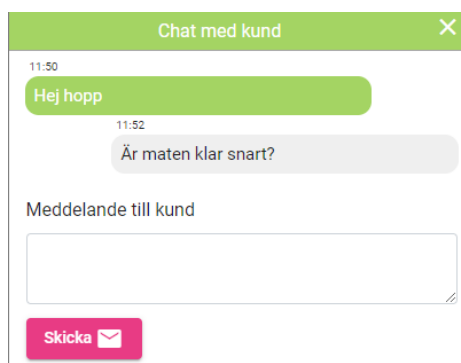 Chat med kund
11:50
Hej hopp
11:52
Är maten klar snart?
Meddelande till kund
Skicka